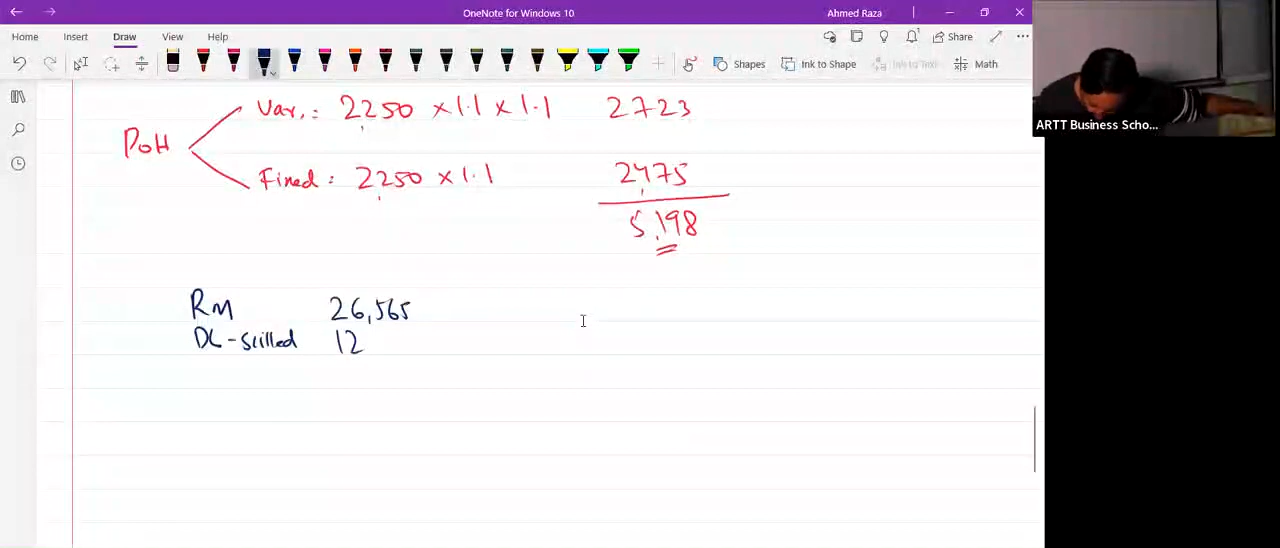 OneNote for Windows 10
Ahmed Raza
Home Insert Draw View Help
Share
Shapes Ink to Shape Ink to Text Math
ARTT Business Scho...
Var. : 2250 × 1.1 × 1.1 2723
PoH
Fixed : 2250 × 1.1 2475
5,198
RM 26,565
DL - Scilled 12